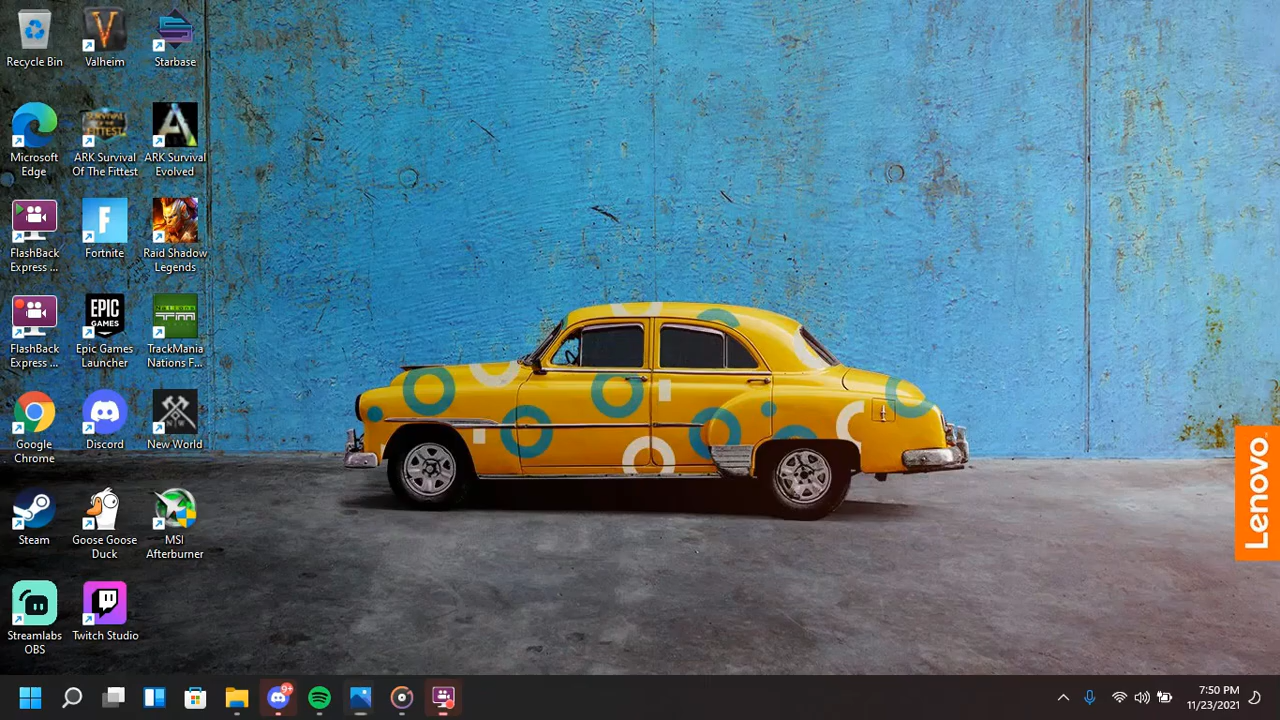 Recycle Bin
Valheim
Starbase
Microsoft
Edge
ARK Survival
Of The Fittest
ARK Survival
Evolved
FlashBack
Express ...
Fortnite
Raid Shadow
Legends
FlashBack
Express ...
EPIC
GAMES
Epic Games
Launcher
TrackMania
Nations F...
Google
Chrome
Discord
New World
Steam
Goose Goose
Duck
MSI
Afterburner
Streamlabs
OBS
Twitch Studio
Lenovo
9+
7:50 PM
11/23/2021